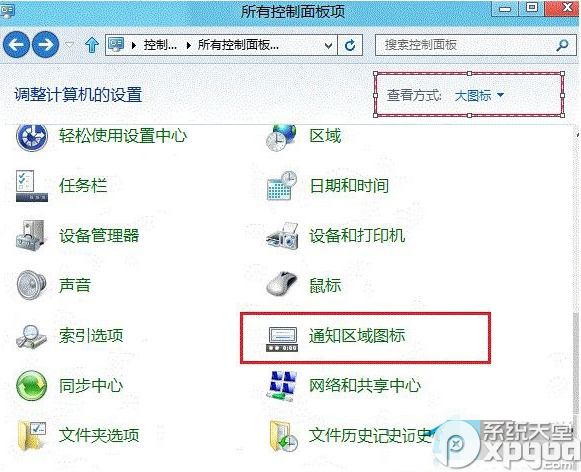 所有控制面板项
控制... 所有控制面板... 搜索控制面板
调整计算机的设置 查看方式: 大图标
轻松使用设置中心 区域
任务栏 日期和时间
设备管理器 设备和打印机
声音 鼠标
索引选项 通知区域图标
同步中心 网络和共享中心
文件夹选项 文件历史记录
系统天堂
xpgod